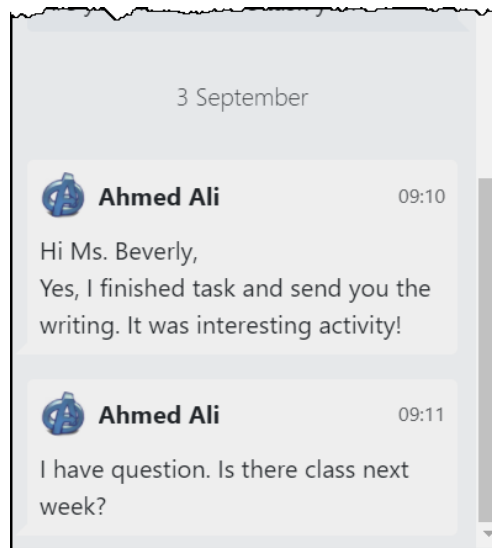 3 September
Ahmed Ali 09:10
Hi Ms. Beverly,
Yes, I finished task and send you the
writing. It was interesting activity!
Ahmed Ali 09:11
I have question. Is there class next
week?